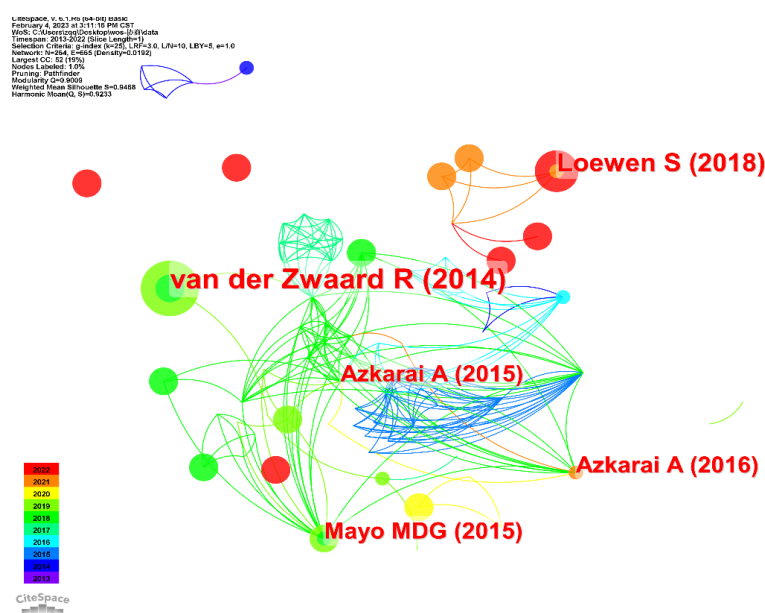 CiteSpace, v. 6.1.R6 (64-bit) Basic
February 4, 2023 at 3:11:16 PM CST
WoS: C:\Users\zqq\Desktop\wos-\data
Timespan: 2013-2022 (Slice Length=1)
Selection Criteria: g-index (k=25), LRF=3.0, L/N=10, LBY=5, e=1.0
Network: N=264, E=665 (Density=0.0192)
Largest CC: 52 (19%)
Nodes Labeled: 1.0%
Pruning: Pathfinder
Modularity Q=0.9009
Weighted Mean Silhouette S=0.9468
Harmonic Mean(Q, S)=0.9233
Loewen S (2018)
van der Zwaard R (2014)
Azkarai A (2015)
Azkarai A (2016)
Mayo MDG (2015)
2022
2021
2020
2019
2018
2017
2016
2015
2014
2013
CiteSpace